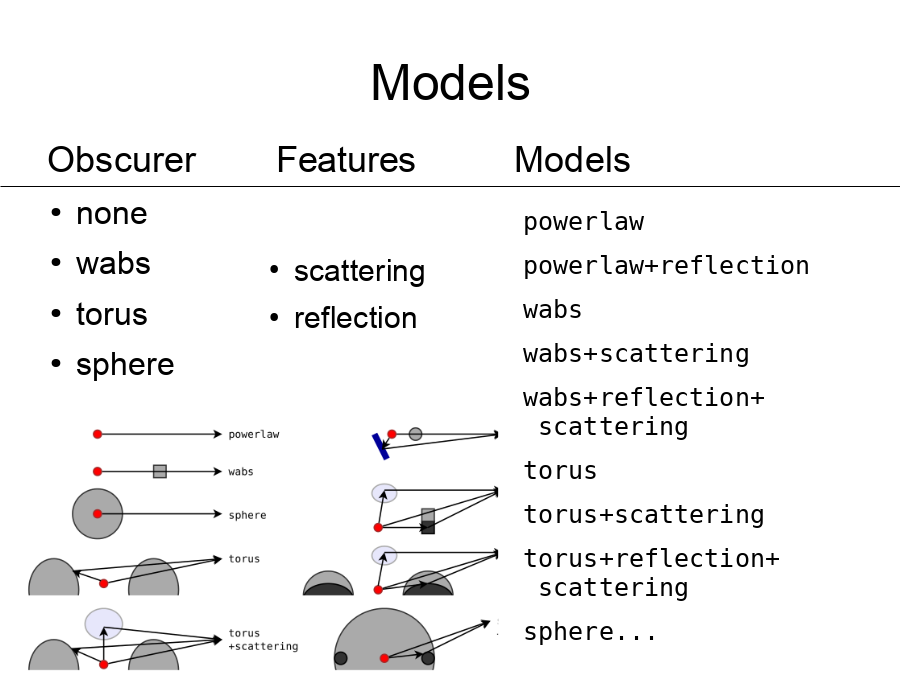 Models
Obscurer
Features
Models
• none
• wabs
• torus
• sphere
• scattering
• reflection
powerlaw
powerlaw+reflection
wabs
wabs+scattering
wabs+reflection+
scattering
torus
torus+scattering
torus+reflection+
scattering
sphere...
powerlaw
wabs
sphere
torus
torus
+scattering